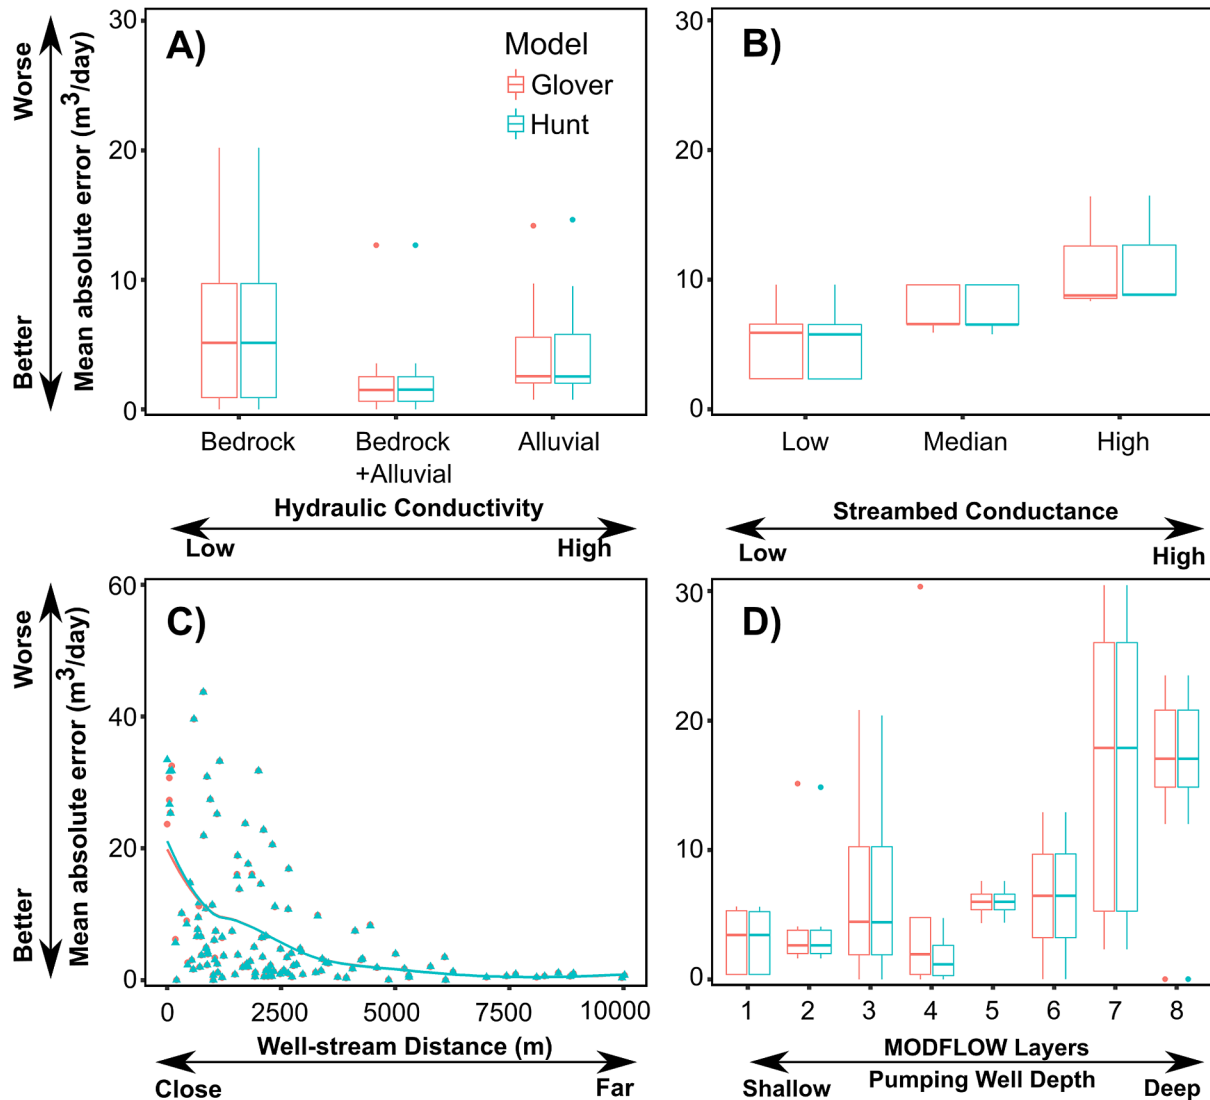 A)
Model
Glover
Hunt
Worse
Mean absolute error (m³/day)
Better
30
20
10
0
Bedrock
Bedrock
+Alluvial
Alluvial
Hydraulic Conductivity
Low
High
B)
30
20
10
0
Low
Median
High
Streambed Conductance
Low
High
C)
Worse
Mean absolute error (m³/day)
Better
60
40
20
0
0 2500 5000 7500 10000
Well-stream Distance (m)
Close
Far
D)
30
20
10
0
1 2 3 4 5 6 7 8
MODFLOW Layers
Pumping Well Depth
Shallow
Deep